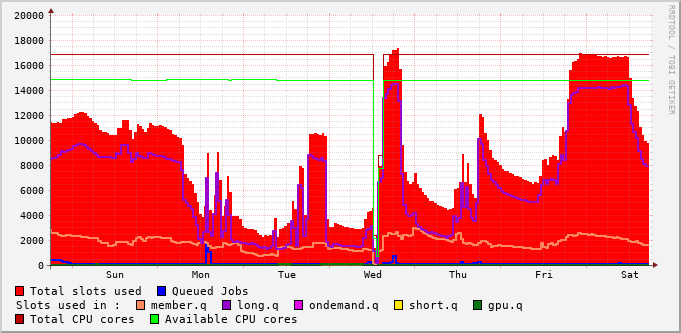 20000
18000
16000
14000
12000
10000
8000
6000
4000
2000
0
Sun Mon Tue Wed Thu Fri Sat
RRDTOOL / TOBI OETIKER
Total slots used Queued Jobs
Slots used in : member.q long.q ondemand.q short.q gpu.q
Total CPU cores Available CPU cores